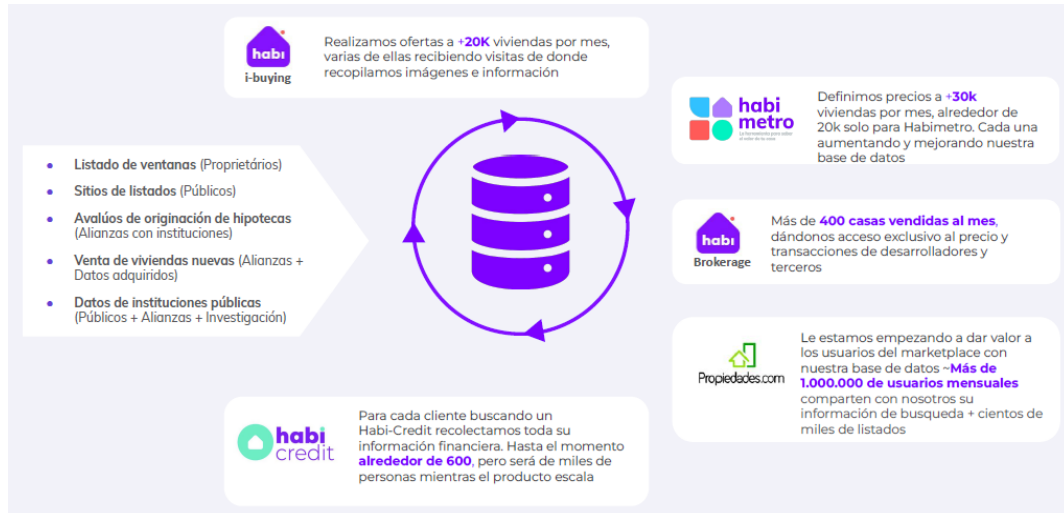 habi
i-buying
Realizamos ofertas a +20K viviendas por mes,
varias de ellas recibiendo visitas de donde
recopilamos imágenes e información
habi
metro
Definimos precios a +30k
viviendas por mes, alrededor de
20k solo para Habimetro. Cada una
aumentando y mejorando nuestra
base de datos
• Listado de ventanas (Proprietários)
• Sitios de listados (Públicos)
• Avalúos de originación de hipotecas
(Alianzas con instituciones)
• Venta de viviendas nuevas (Alianzas +
Datos adquiridos)
• Datos de instituciones públicas
(Públicos + Alianzas + Investigación)
habi
Brokerage
Más de 400 casas vendidas al mes,
dándonos acceso exclusivo al precio y
transacciones de desarrolladores y
terceros
Propiedades.com
Le estamos empezando a dar valor a
los usuarios del marketplace con
nuestra base de datos ~Más de
1.000.000 de usuarios mensuales
comparten con nosotros su
información de busqueda + cientos de
miles de listados
habi
credit
Para cada cliente buscando un
Habi-Credit recolectamos toda su
información financiera. Hasta el momento
alrededor de 600, pero será de miles de
personas mientras el producto escala